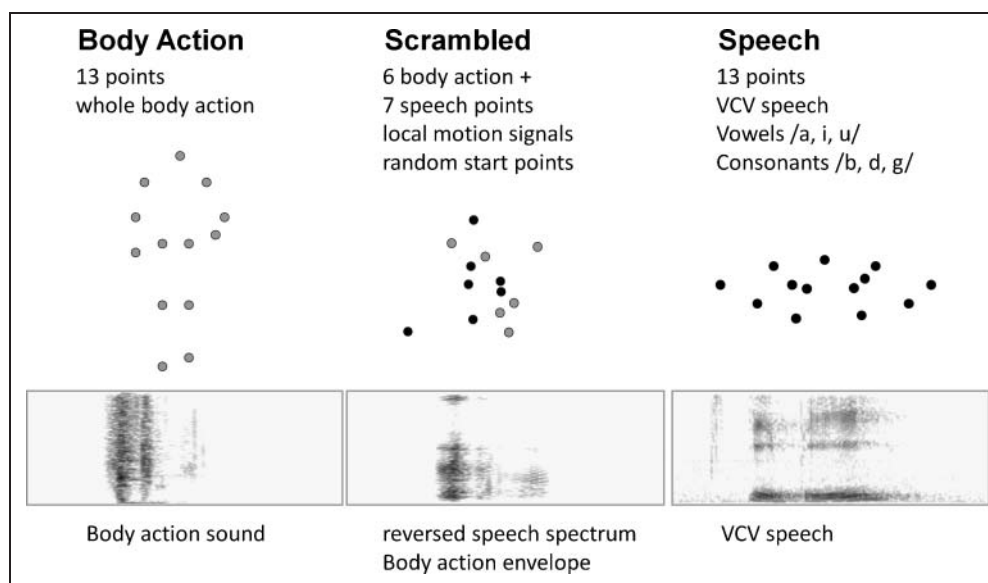 Body Action
13 points
whole body action
Scrambled
6 body action +
7 speech points
local motion signals
random start points
Speech
13 points
VCV speech
Vowels /a, i, u/
Consonants /b, d, g/
Body action sound
reversed speech spectrum
Body action envelope
VCV speech